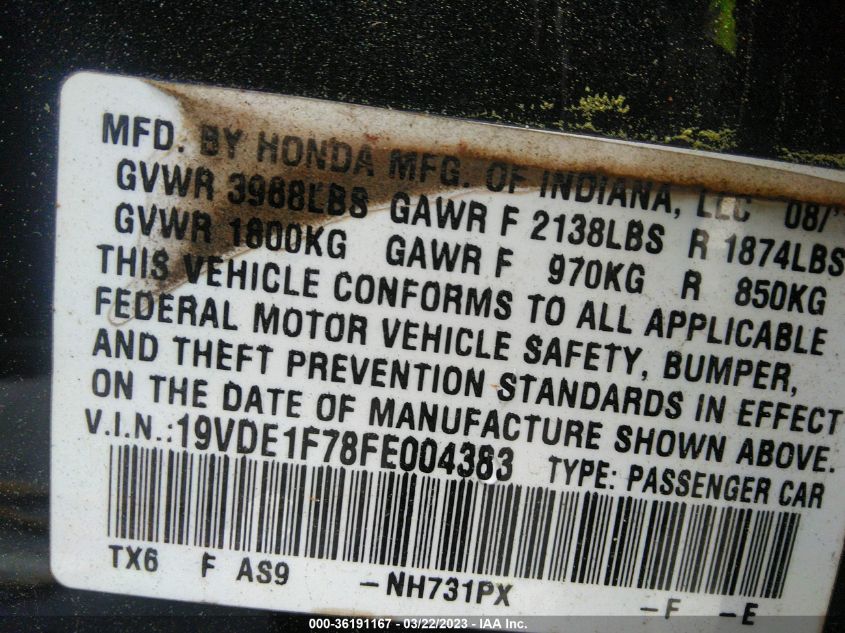 MFD. BY HONDA MFG. OF INDIANA, LLC 08/
GVWR 3988LBS GAWR F 2138LBS R 1874LBS
GVWR 1800KG GAWR F 970KG R 850KG
THIS VEHICLE CONFORMS TO ALL APPLICABLE
FEDERAL MOTOR VEHICLE SAFETY, BUMPER,
AND THEFT PREVENTION STANDARDS IN EFFECT
ON THE DATE OF MANUFACTURE SHOWN ABOVE.
V.I.N.: 19VDE1F78FE004383 TYPE: PASSENGER CAR
TX6 F AS9 -NH731PX -F -E
000-36191167 - 03/22/2023 - IAA Inc.